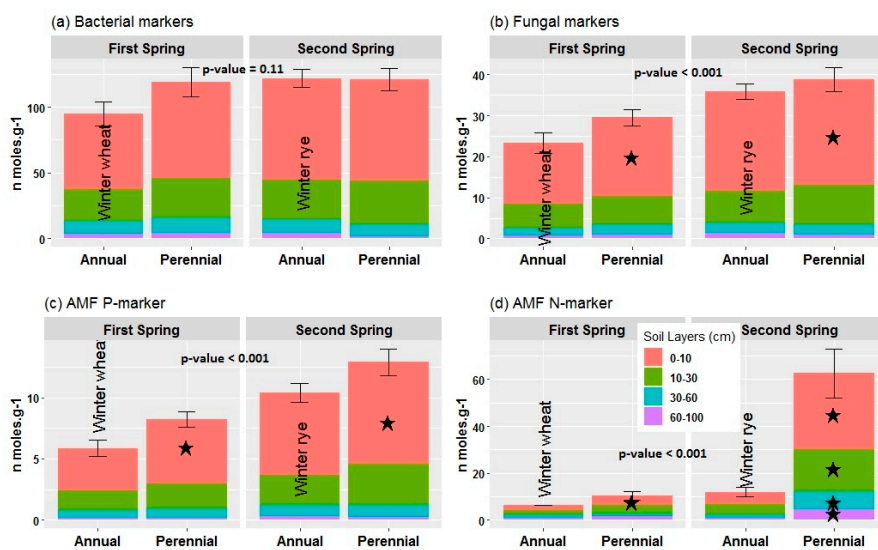 (a) Bacterial markers
First Spring
Second Spring
p-value = 0.11
n moles.g-1
100
50
0
Winter wheat
Winter rye
Annual
Perennial
Annual
Perennial
(b) Fungal markers
First Spring
Second Spring
p-value < 0.001
n moles.g-1
40
30
20
10
0
Winter wheat
Winter rye
Annual
Perennial
Annual
Perennial
(c) AMF P-marker
First Spring
Second Spring
p-value < 0.001
n moles.g-1
10
5
0
Winter wheat
Winter rye
Annual
Perennial
Annual
Perennial
(d) AMF N-marker
First Spring
Second Spring
Soil Layers (cm)
0-10
10-30
30-60
60-100
p-value < 0.001
n moles.g-1
60
40
20
0
Winter wheat
Winter rye
Annual
Perennial
Annual
Perennial